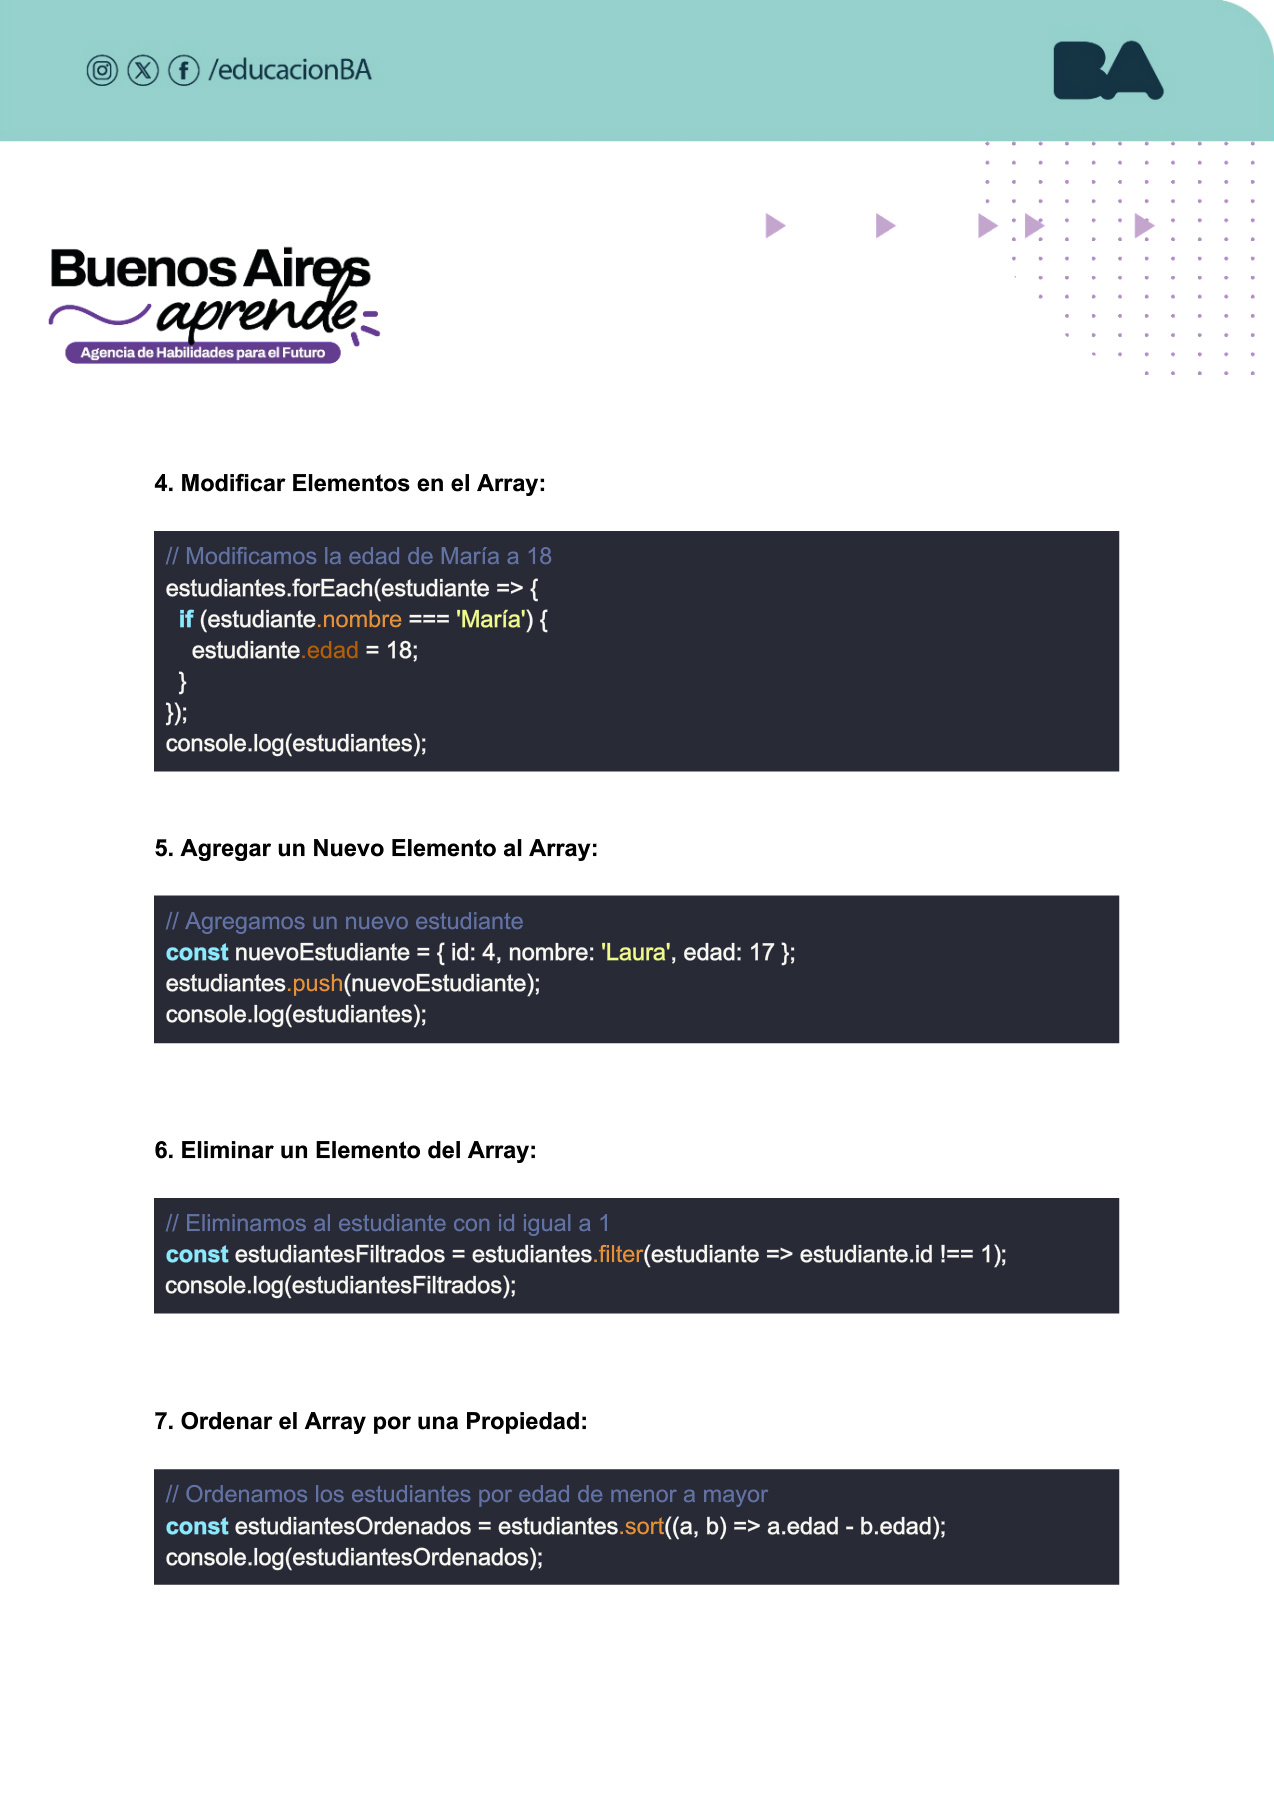 /educacionBA
BA
Buenos Aires
aprende
Agencia de Habilidades para el Futuro
4. Modificar Elementos en el Array:
// Modificamos la edad de María a 18
estudiantes.forEach(estudiante => {
  if (estudiante.nombre === 'María') {
    estudiante.edad = 18;
  }
});
console.log(estudiantes);
5. Agregar un Nuevo Elemento al Array:
// Agregamos un nuevo estudiante
const nuevoEstudiante = { id: 4, nombre: 'Laura', edad: 17 };
estudiantes.push(nuevoEstudiante);
console.log(estudiantes);
6. Eliminar un Elemento del Array:
// Eliminamos al estudiante con id igual a 1
const estudiantesFiltrados = estudiantes.filter(estudiante => estudiante.id !== 1);
console.log(estudiantesFiltrados);
7. Ordenar el Array por una Propiedad:
// Ordenamos los estudiantes por edad de menor a mayor
const estudiantesOrdenados = estudiantes.sort((a, b) => a.edad - b.edad);
console.log(estudiantesOrdenados);